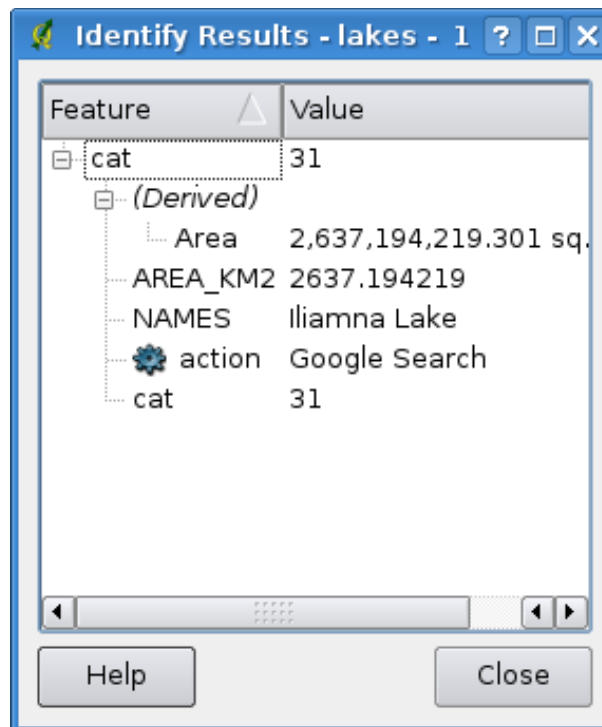 Identify Results - lakes - 1
Feature Value
cat 31
(Derived)
Area 2,637,194,219.301 sq.
AREA_KM2 2637.194219
NAMES Iliamna Lake
action Google Search
cat 31
Help Close